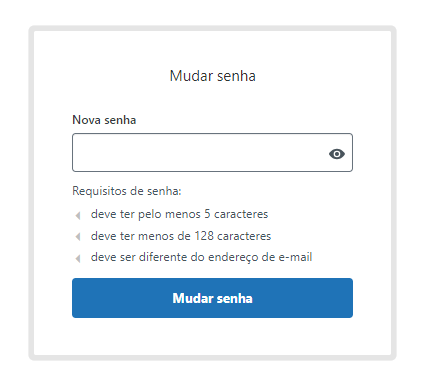 Mudar senha
Nova senha
Requisitos de senha:
deve ter pelo menos 5 caracteres
deve ter menos de 128 caracteres
deve ser diferente do endereço de e-mail
Mudar senha